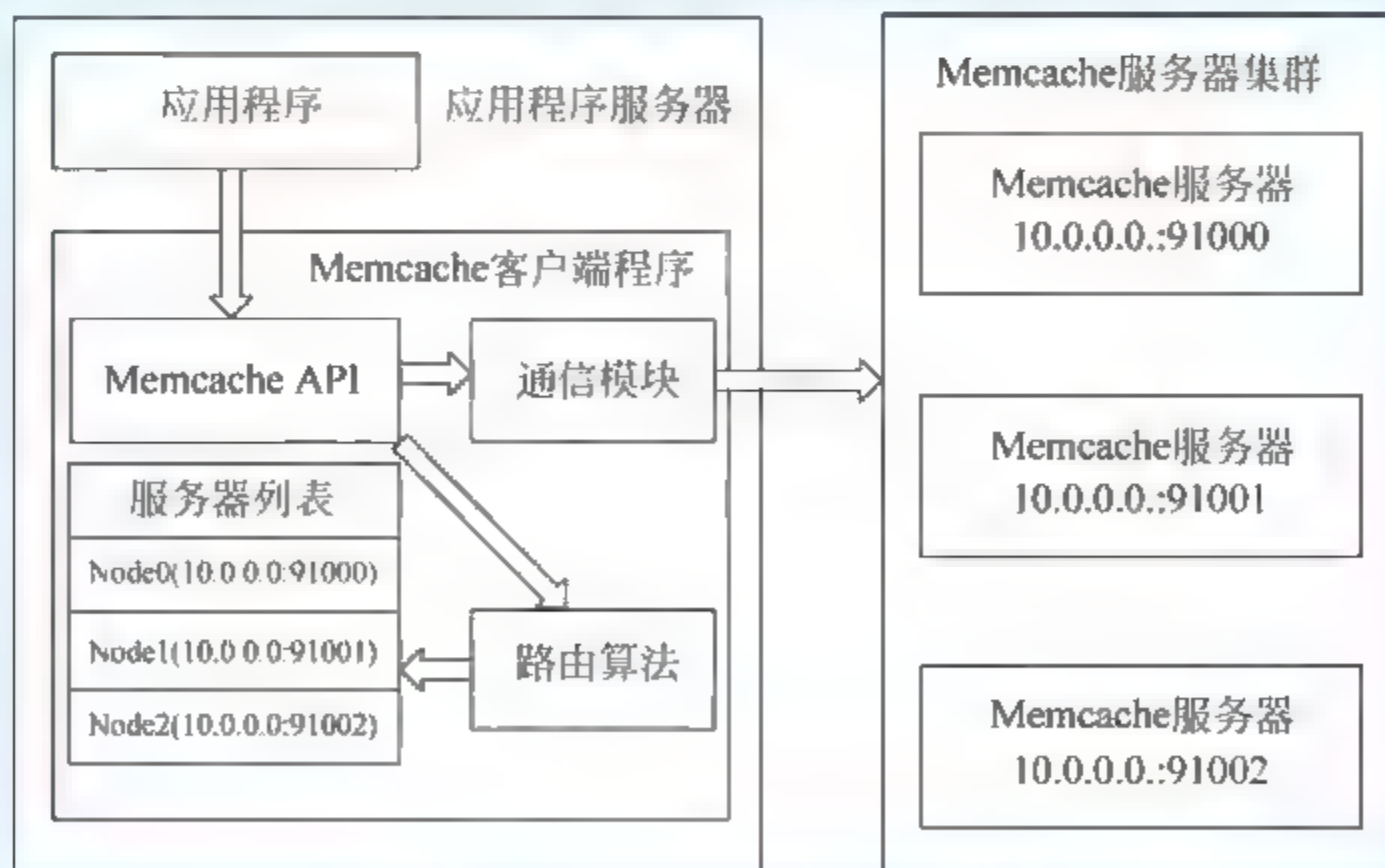 应用程序
应用程序服务器
Memcache客户端程序
Memcache API
通信模块
服务器列表
Node0(10.0.0.0:91000)
Node1(10.0.0.0:91001)
Node2(10.0.0.0:91002)
路由算法
Memcache服务器集群
Memcache服务器
10.0.0.0.:91000
Memcache服务器
10.0.0.0.:91001
Memcache服务器
10.0.0.0.:91002